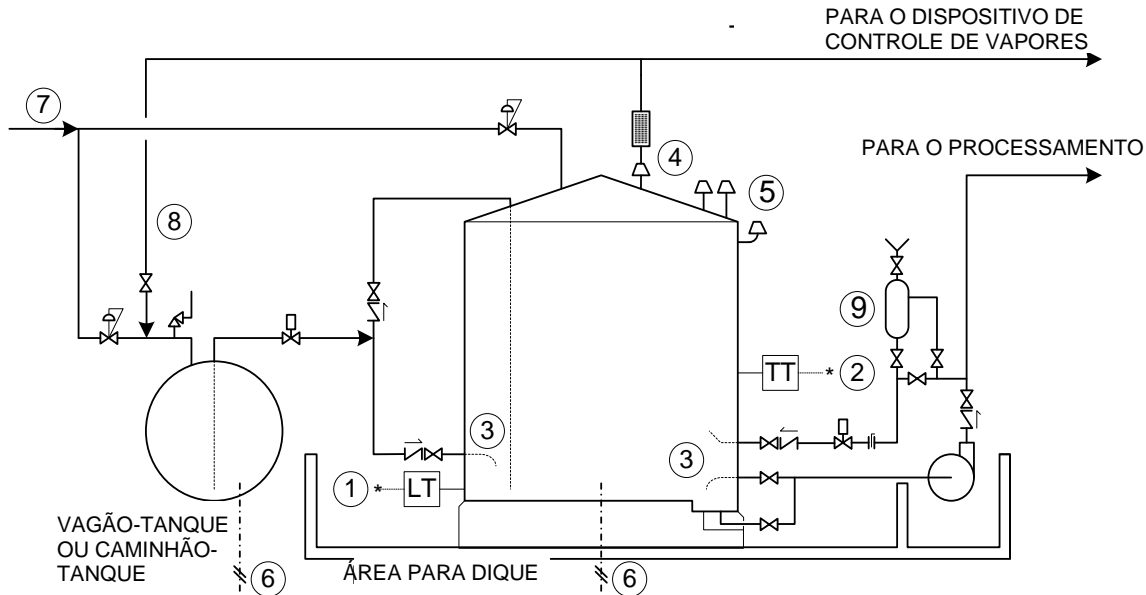 PARA O DISPOSITIVO DE
CONTROLE DE VAPORES
7
4
PARA O PROCESSAMENTO
5
8
9
TT * 2
3
3
1 * LT
VAGÃO-TANQUE
OU CAMINHÃO-
TANQUE
6
ÁREA PARA DIQUE
6